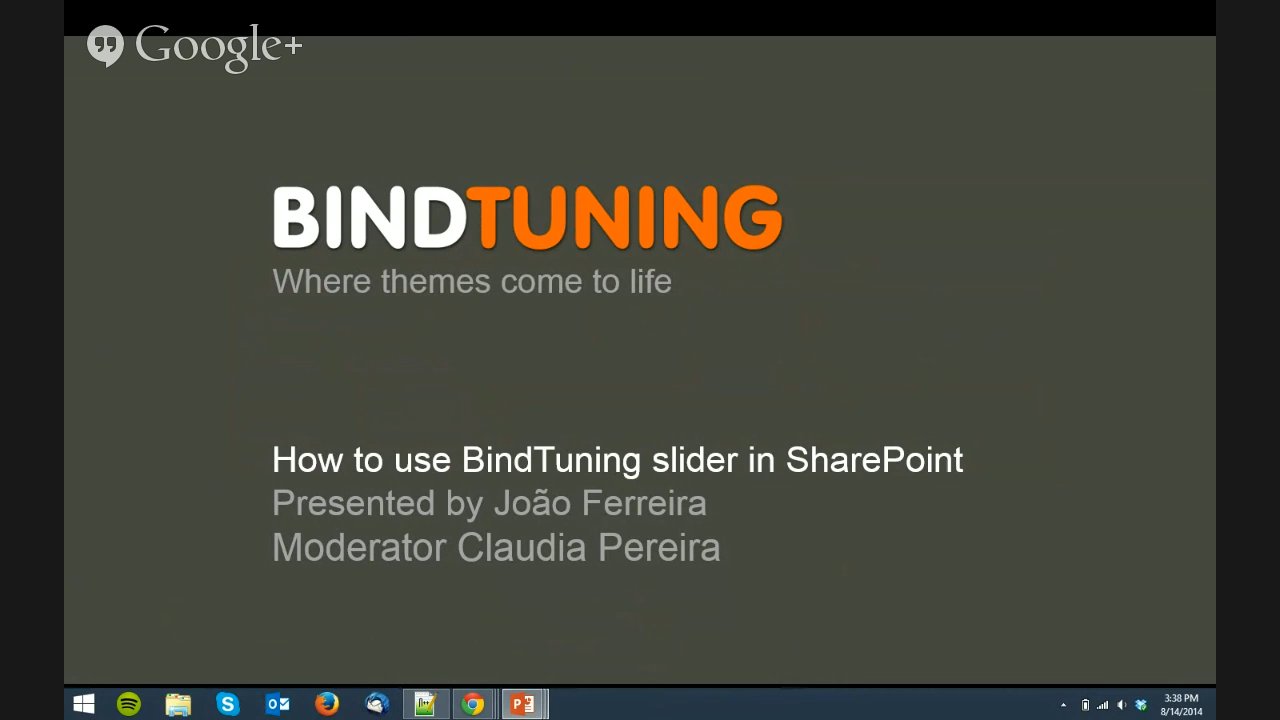 Google+
BINDTUNING
Where themes come to life
How to use BindTuning slider in SharePoint
Presented by João Ferreira
Moderator Claudia Pereira
3:38 PM
8/14/2014